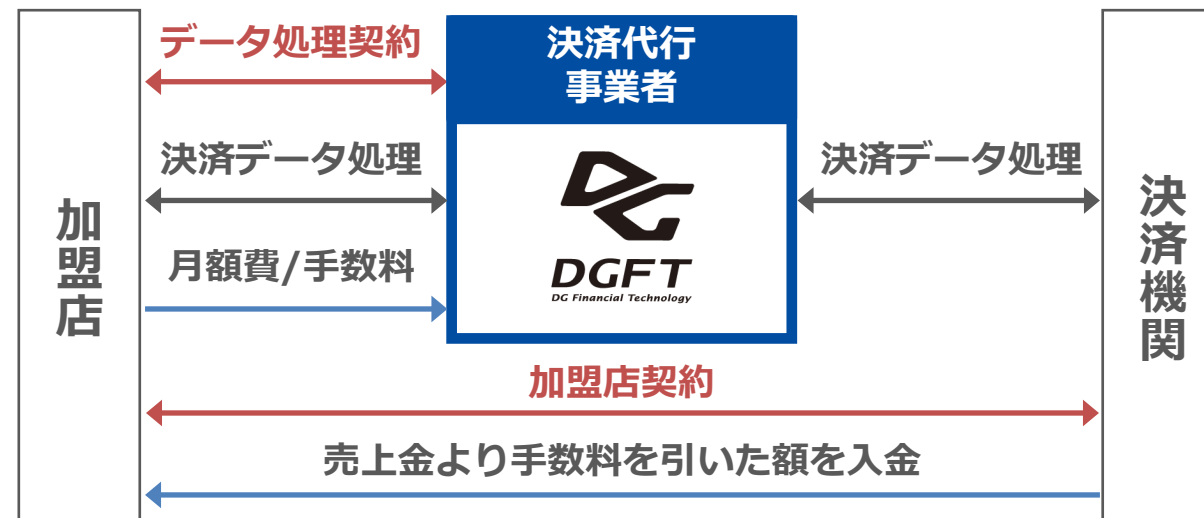 データ処理契約
決済代行
事業者
決済データ処理
決済データ処理
加盟店
DGFT
DG Financial Technology
決済機関
月額費/手数料
加盟店契約
売上金より手数料を引いた額を入金